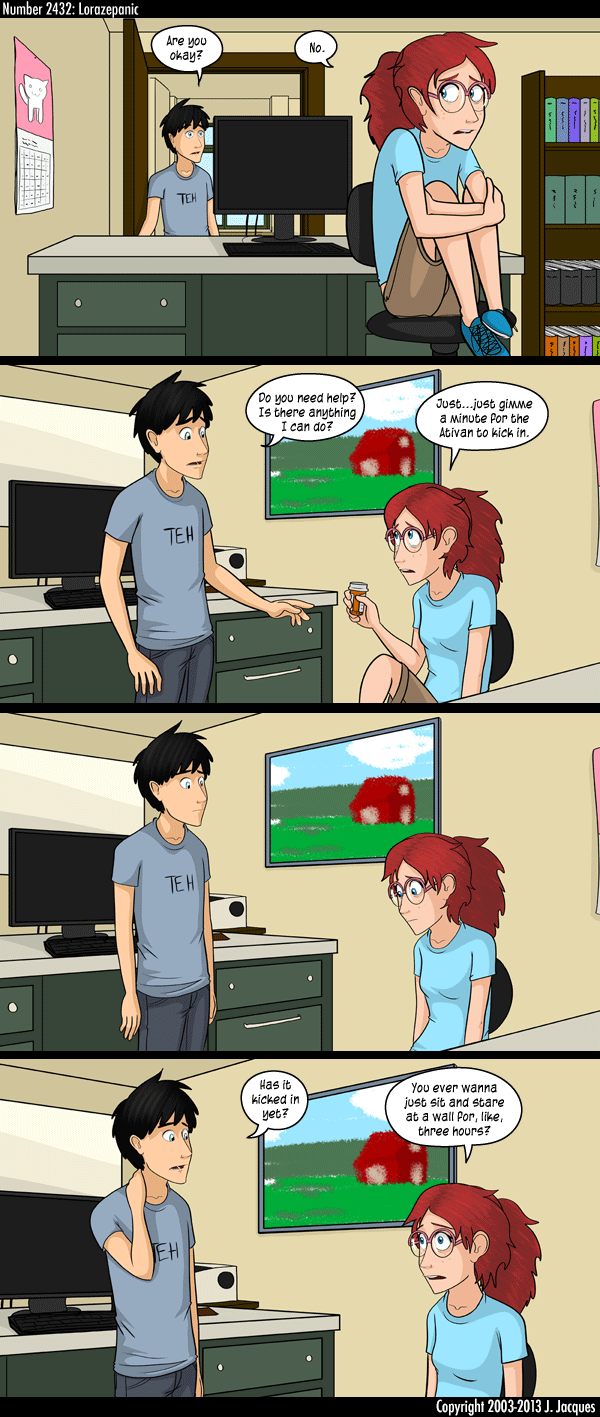 Number 2432: Lorazepanic
Are you
okay?
No.
TEH
Do you need help?
Is there anything
I can do?
Just...just gimme
a minute for the
Ativan to kick in.
TEH
TEH
Has it
kicked in
yet?
You ever wanna
just sit and stare
at a wall for, like,
three hours?
TEH
Copyright 2003-2013 J. Jacques